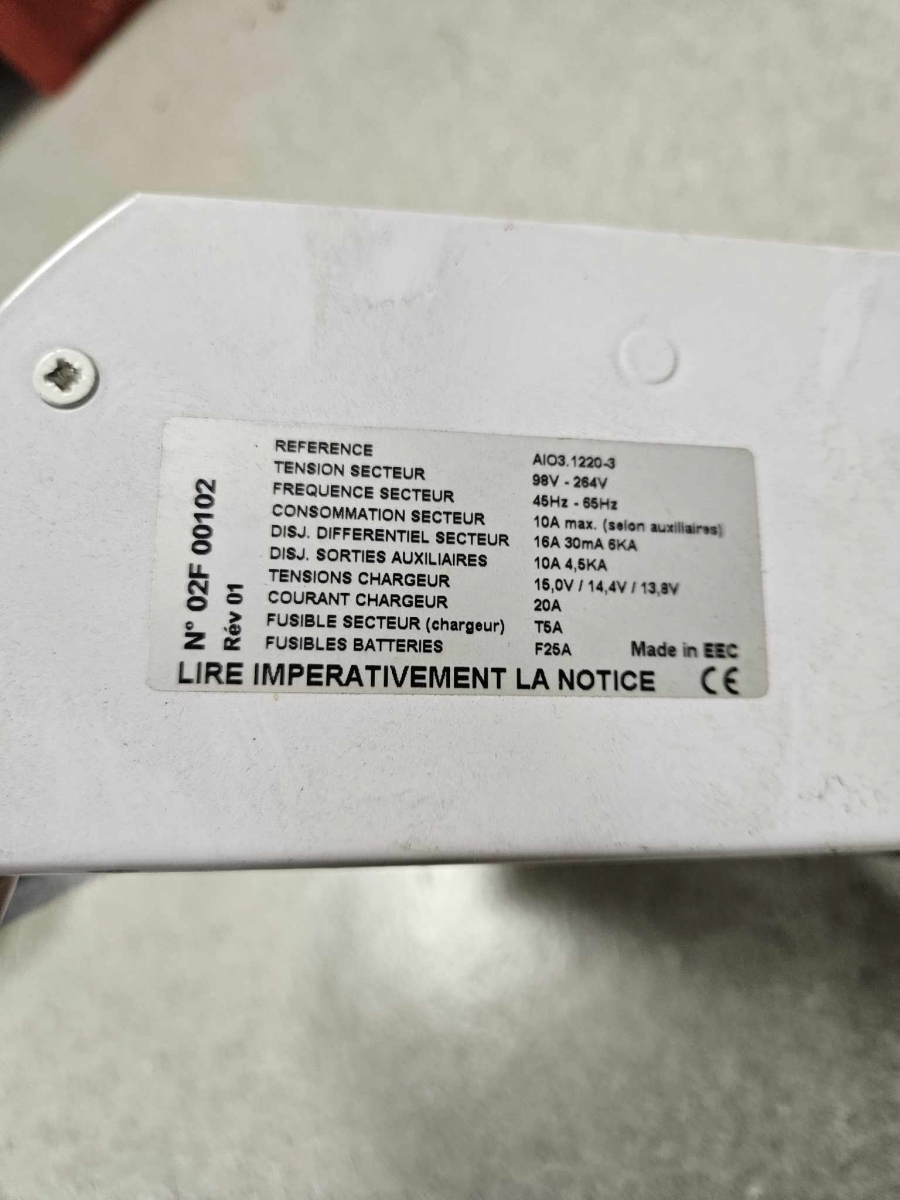 N° 02F 00102
Rév 01
REFERENCE AIO3.1220-3
TENSION SECTEUR 98V - 264V
FREQUENCE SECTEUR 45Hz - 65Hz
CONSOMMATION SECTEUR 10A max. (selon auxiliaires)
DISJ. DIFFERENTIEL SECTEUR 16A 30mA 6KA
DISJ. SORTIES AUXILIAIRES 10A 4,5KA
TENSIONS CHARGEUR 15,0V / 14,4V / 13,8V
COURANT CHARGEUR 20A
FUSIBLE SECTEUR (chargeur) T5A
FUSIBLES BATTERIES F25A Made in EEC
LIRE IMPERATIVEMENT LA NOTICE CE